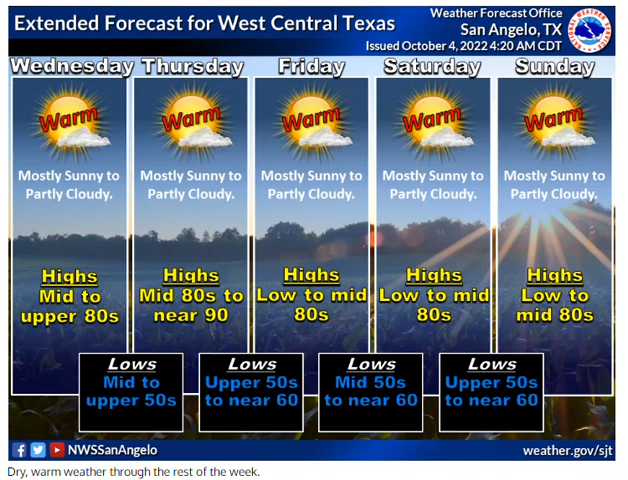 Extended Forecast for West Central Texas
Weather Forecast Office
San Angelo, TX
Issued October 4, 2022 4:20 AM CDT
Wednesday Thursday Friday Saturday Sunday
Warm Warm Warm Warm Warm
Mostly Sunny to
Partly Cloudy.
Mostly Sunny to
Partly Cloudy.
Mostly Sunny to
Partly Cloudy.
Mostly Sunny to
Partly Cloudy.
Mostly Sunny to
Partly Cloudy.
Highs
Mid to
upper 80s
Highs
Mid 80s to
near 90
Highs
Low to mid
80s
Highs
Low to mid
80s
Highs
Low to
mid 80s
Lows
Mid to
upper 50s
Lows
Upper 50s
to near 60
Lows
Mid 50s
to near 60
Lows
Upper 50s
to near 60
NWSSanAngelo
weather.gov/sjt
Dry, warm weather through the rest of the week.